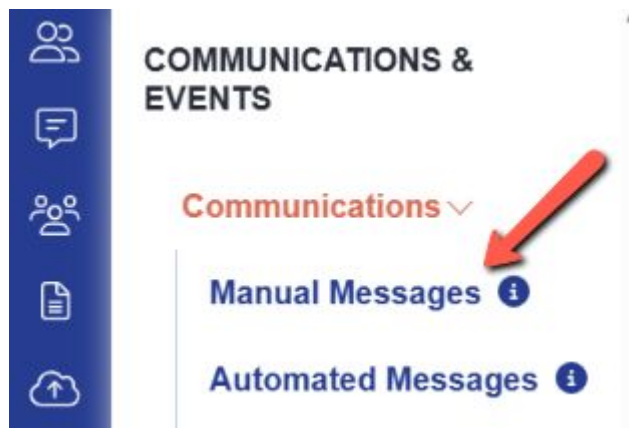 COMMUNICATIONS &
EVENTS
Communications
Manual Messages
Automated Messages